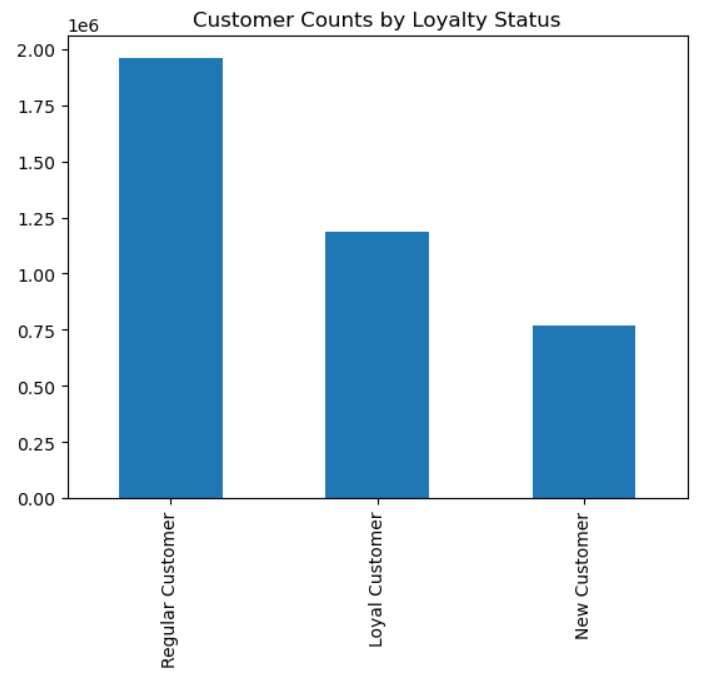 Customer Counts by Loyalty Status
1e6
2.00
1.75
1.50
1.25
1.00
0.75
0.50
0.25
0.00
Regular Customer
Loyal Customer
New Customer